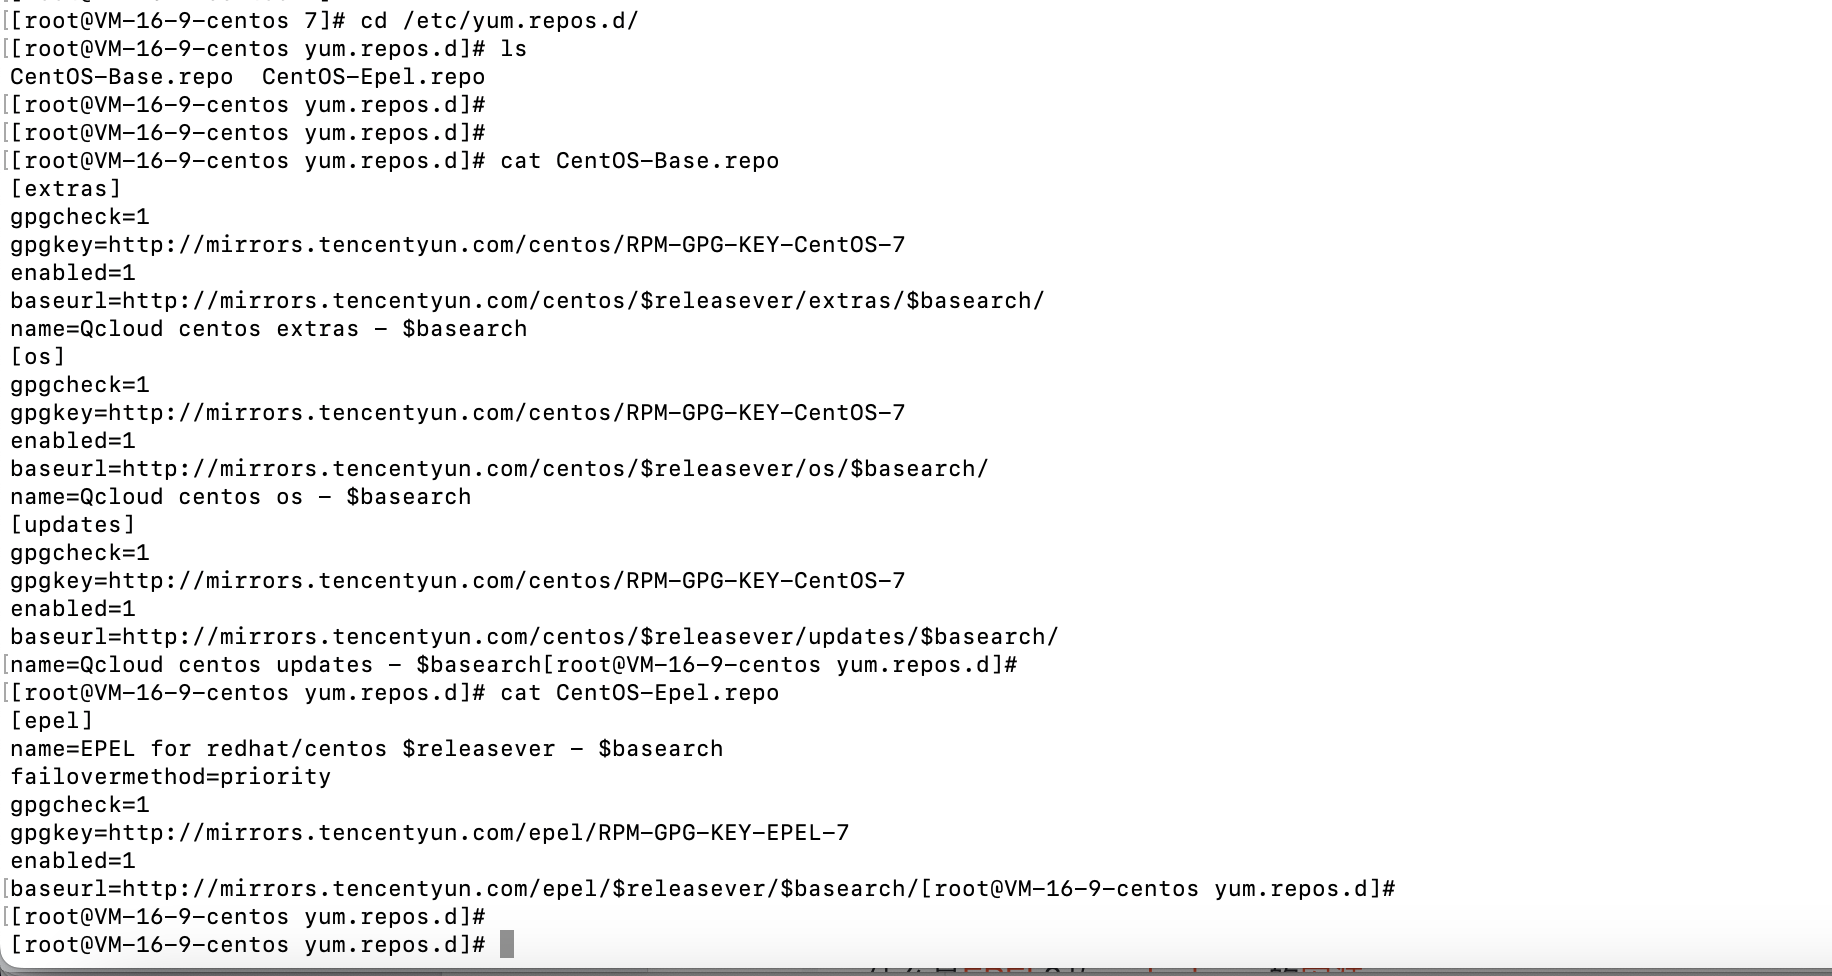 [[root@VM-16-9-centos 7]# cd /etc/yum.repos.d/
[[root@VM-16-9-centos yum.repos.d]# ls
CentOS-Base.repo  CentOS-Epel.repo
[[root@VM-16-9-centos yum.repos.d]#
[[root@VM-16-9-centos yum.repos.d]#
[[root@VM-16-9-centos yum.repos.d]# cat CentOS-Base.repo
[extras]
gpgcheck=1
gpgkey=http://mirrors.tencentyun.com/centos/RPM-GPG-KEY-CentOS-7
enabled=1
baseurl=http://mirrors.tencentyun.com/centos/$releasever/extras/$basearch/
name=Qcloud centos extras - $basearch
[os]
gpgcheck=1
gpgkey=http://mirrors.tencentyun.com/centos/RPM-GPG-KEY-CentOS-7
enabled=1
baseurl=http://mirrors.tencentyun.com/centos/$releasever/os/$basearch/
name=Qcloud centos os - $basearch
[updates]
gpgcheck=1
gpgkey=http://mirrors.tencentyun.com/centos/RPM-GPG-KEY-CentOS-7
enabled=1
baseurl=http://mirrors.tencentyun.com/centos/$releasever/updates/$basearch/
[name=Qcloud centos updates - $basearch[root@VM-16-9-centos yum.repos.d]#
[[root@VM-16-9-centos yum.repos.d]# cat CentOS-Epel.repo
[epel]
name=EPEL for redhat/centos $releasever - $basearch
failovermethod=priority
gpgcheck=1
gpgkey=http://mirrors.tencentyun.com/epel/RPM-GPG-KEY-EPEL-7
enabled=1
[baseurl=http://mirrors.tencentyun.com/epel/$releasever/$basearch/[root@VM-16-9-centos yum.repos.d]#
[[root@VM-16-9-centos yum.repos.d]#
[root@VM-16-9-centos yum.repos.d]#